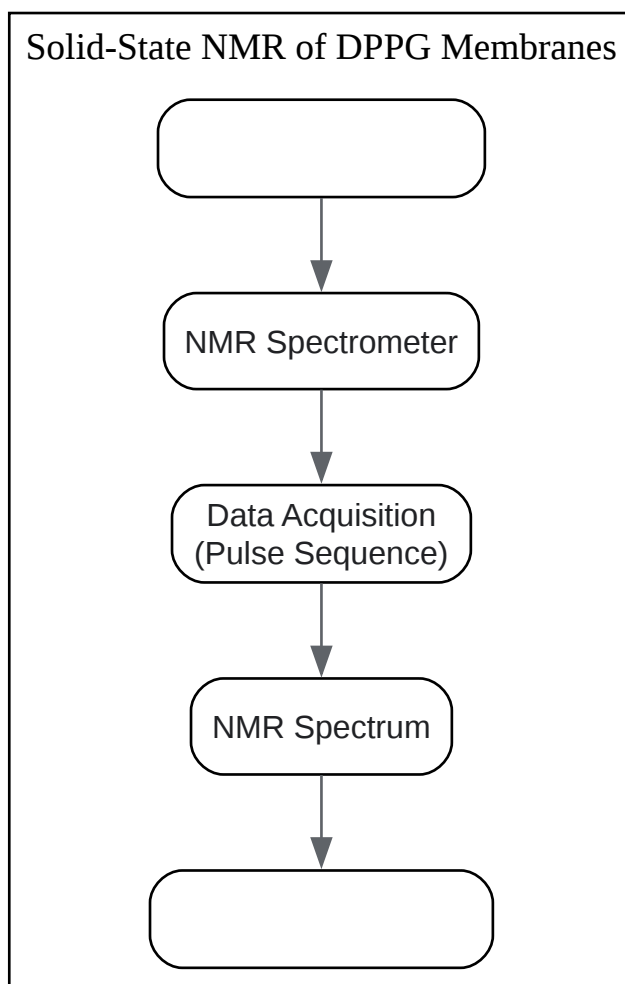 Solid-State NMR of DPPG Membranes
NMR Spectrometer
Data Acquisition
(Pulse Sequence)
NMR Spectrum